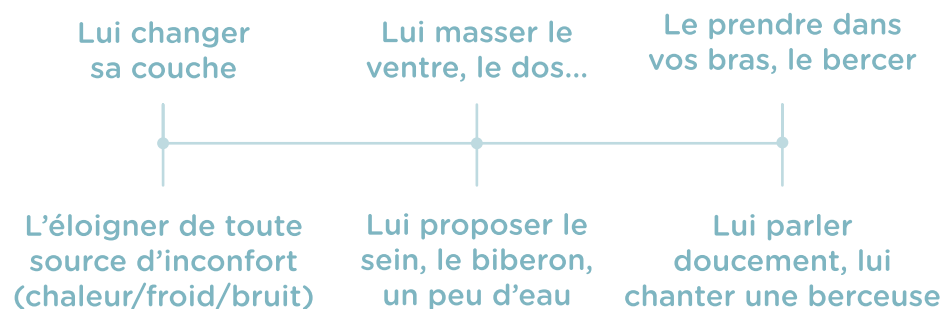 Lui changer
sa couche
Lui masser le
ventre, le dos...
Le prendre dans
vos bras, le bercer
L'éloigner de toute
source d'inconfort
(chaleur/froid/bruit)
Lui proposer le
sein, le biberon,
un peu d'eau
Lui parler
doucement, lui
chanter une berceuse